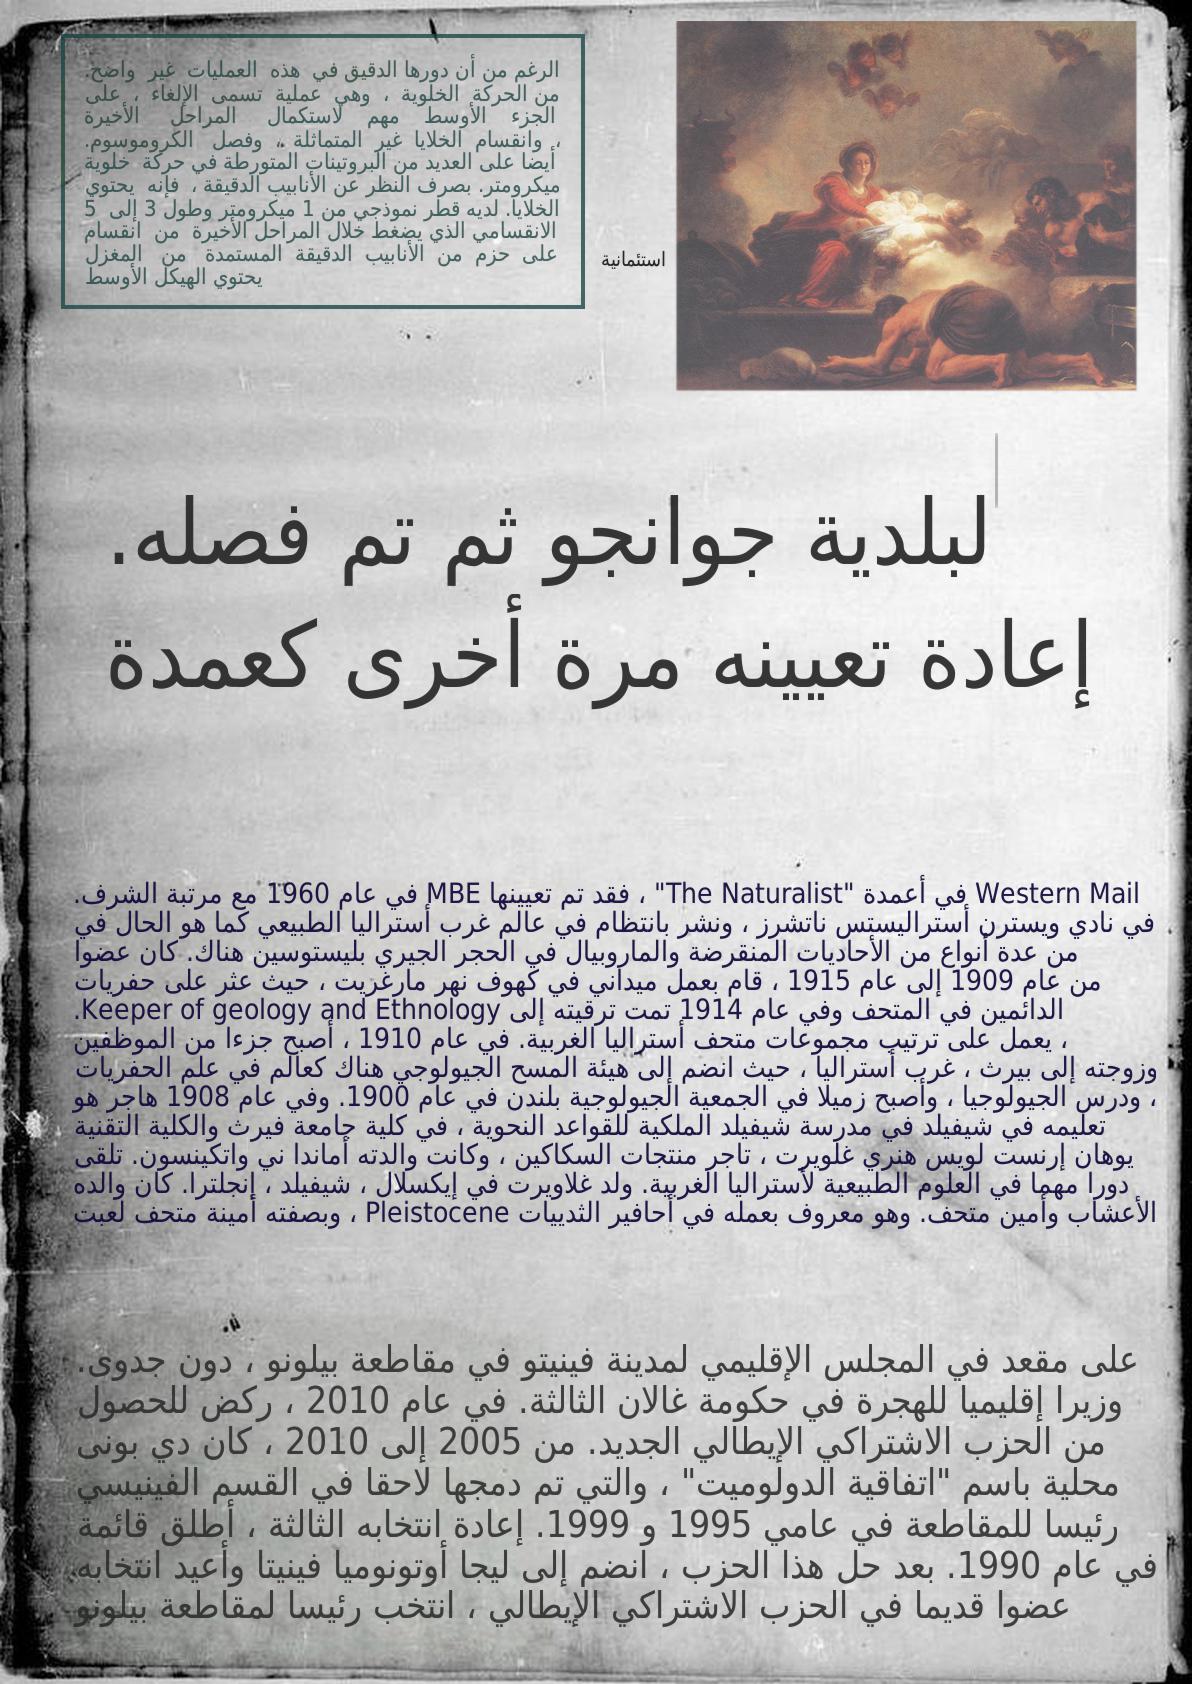 الرغم من أن دورها الدقيق في هذه العمليات غير واضح.
من الحركة الخلوية ، وهي عملية تسمى الإلغاء ، على
الجزء الأوسط مهم لاستكمال المراحل الأخيرة
، وانقسام الخلايا غير المتماثلة ، وفصل الكروموسوم.
أيضا على العديد من البروتينات المتورطة في حركة خلوية
ميكرومتر. بصرف النظر عن الأنابيب الدقيقة ، فإنه يحتوي
الخلايا. لديه قطر نموذجي من 1 ميكرومتر وطول 3 إلى 5
الانقسامي الذي يضغط خلال المراحل الأخيرة من انقسام
على حزم من الأنابيب الدقيقة المستمدة من المغزل
يحتوي الهيكل الأوسط
استئمانية
لبلدية جوانجو ثم تم فصله.
إعادة تعيينه مرة أخرى كعمدة
Western Mail في أعمدة "The Naturalist" ، فقد تم تعيينها MBE في عام 1960 مع مرتبة الشرف.
في نادي ويسترن أستراليستس ناتشرز ، ونشر بانتظام في عالم غرب أستراليا الطبيعي كما هو الحال في
من عدة أنواع من الأحاديات المنقرضة والماروبيال في الحجر الجيري بليستوسين هناك. كان عضوا
من عام 1909 إلى عام 1915 ، قام بعمل ميداني في كهوف نهر مارغريت ، حيث عثر على حفريات
الدائمين في المتحف وفي عام 1914 تمت ترقيته إلى Keeper of geology and Ethnology.
، يعمل على ترتيب مجموعات متحف أستراليا الغربية. في عام 1910 ، أصبح جزءا من الموظفين
وزوجته إلى بيرث ، غرب أستراليا ، حيث انضم إلى هيئة المسح الجيولوجي هناك كعالم في علم الحفريات
، ودرس الجيولوجيا ، وأصبح زميلا في الجمعية الجيولوجية بلندن في عام 1900. وفي عام 1908 هاجر هو
تعليمه في شيفيلد في مدرسة شيفيلد الملكية للقواعد النحوية ، في كلية جامعة فيرث والكلية التقنية
يوهان إرنست لويس هنري غلويرت ، تاجر منتجات السكاكين ، وكانت والدته أماندا ني واتكينسون. تلقى
دورا مهما في العلوم الطبيعية لأستراليا الغربية. ولد غلاويرت في إيكسلال ، شيفيلد ، إنجلترا. كان والده
الأعشاب وأمين متحف. وهو معروف بعمله في أحافير الثدييات Pleistocene ، وبصفته أمينة متحف لعبت
على مقعد في المجلس الإقليمي لمدينة فينيتو في مقاطعة بيلونو ، دون جدوى.
وزيرا إقليميا للهجرة في حكومة غالان الثالثة. في عام 2010 ، ركض للحصول
من الحزب الاشتراكي الإيطالي الجديد. من 2005 إلى 2010 ، كان دي بونى
محلية باسم "اتفاقية الدولوميت" ، والتي تم دمجها لاحقا في القسم الفينيسي
رئيسا للمقاطعة في عامي 1995 و 1999. إعادة انتخابه الثالثة ، أطلق قائمة
في عام 1990. بعد حل هذا الحزب ، انضم إلى ليجا أوتونوميا فينيتا وأعيد انتخابه
عضوا قديما في الحزب الاشتراكي الإيطالي ، انتخب رئيسا لمقاطعة بيلونو